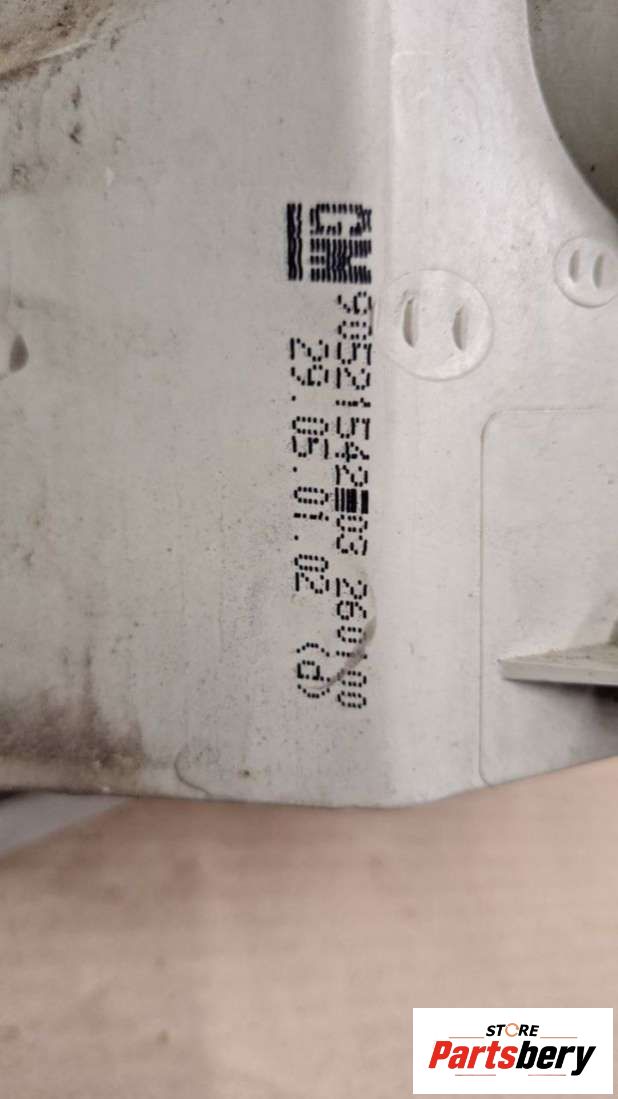 GM
90521542 03 260100
29.05.01.02 (d)
STORE
Partsbery